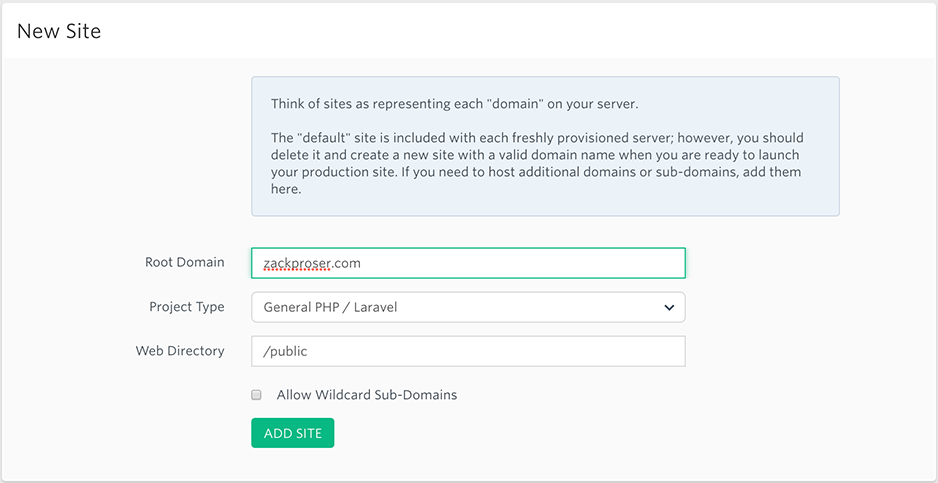 New Site
Think of sites as representing each "domain" on your server.
The "default" site is included with each freshly provisioned server; however, you should
delete it and create a new site with a valid domain name when you are ready to launch
your production site. If you need to host additional domains or sub-domains, add them
here.
Root Domain
zackproser.com
Project Type
General PHP / Laravel
Web Directory
/public
Allow Wildcard Sub-Domains
ADD SITE